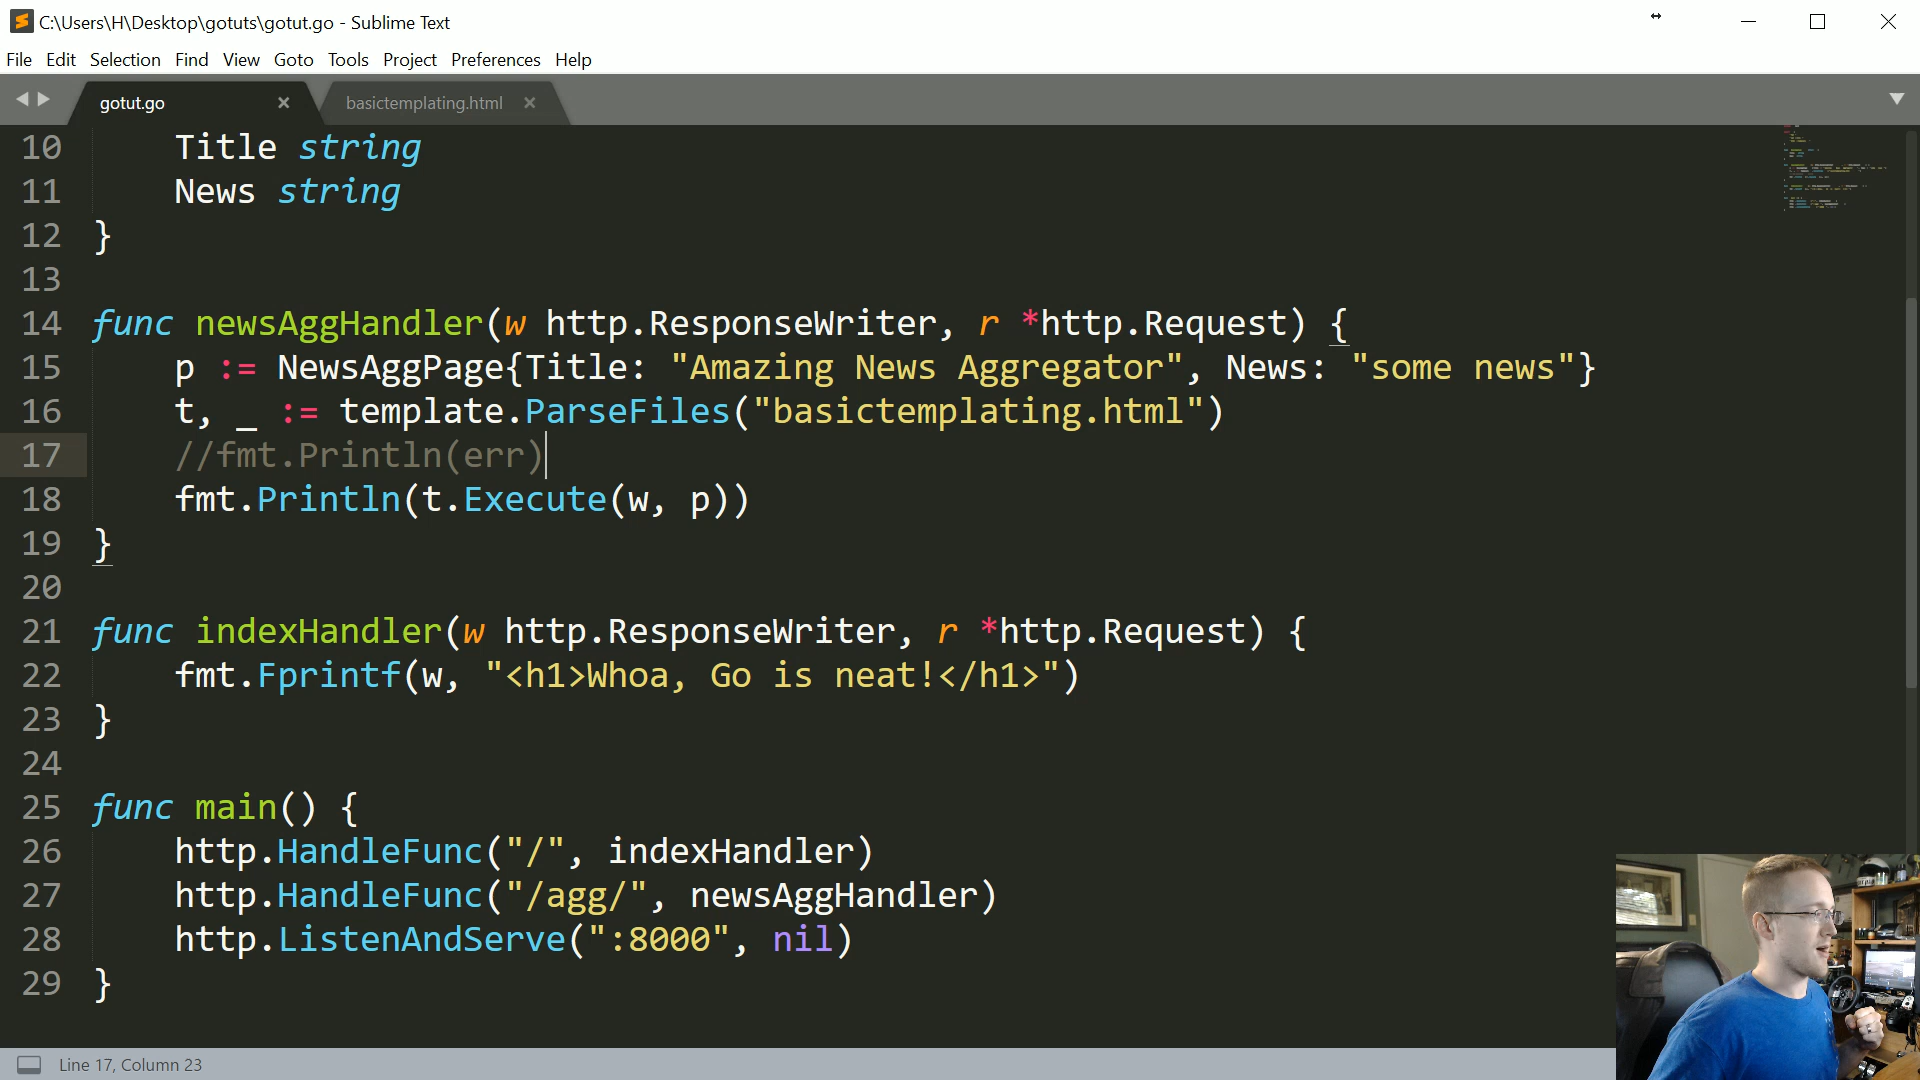 C:\Users\H\Desktop\gotuts\gotut.go - Sublime Text
File Edit Selection Find View Goto Tools Project Preferences Help
gotut.go basictemplating.html
10 Title string
11 News string
12 }
13
14 func newsAggHandler(w http.ResponseWriter, r *http.Request) {
15 p := NewsAggPage{Title: "Amazing News Aggregator", News: "some news"}
16 t, _ := template.ParseFiles("basictemplating.html")
17 //fmt.Println(err)
18 fmt.Println(t.Execute(w, p))
19 }
20
21 func indexHandler(w http.ResponseWriter, r *http.Request) {
22 fmt.Fprintf(w, "<h1>Whoa, Go is neat!</h1>")
23 }
24
25 func main() {
26 http.HandleFunc("/", indexHandler)
27 http.HandleFunc("/agg/", newsAggHandler)
28 http.ListenAndServe(":8000", nil)
29 }
Line 17, Column 23